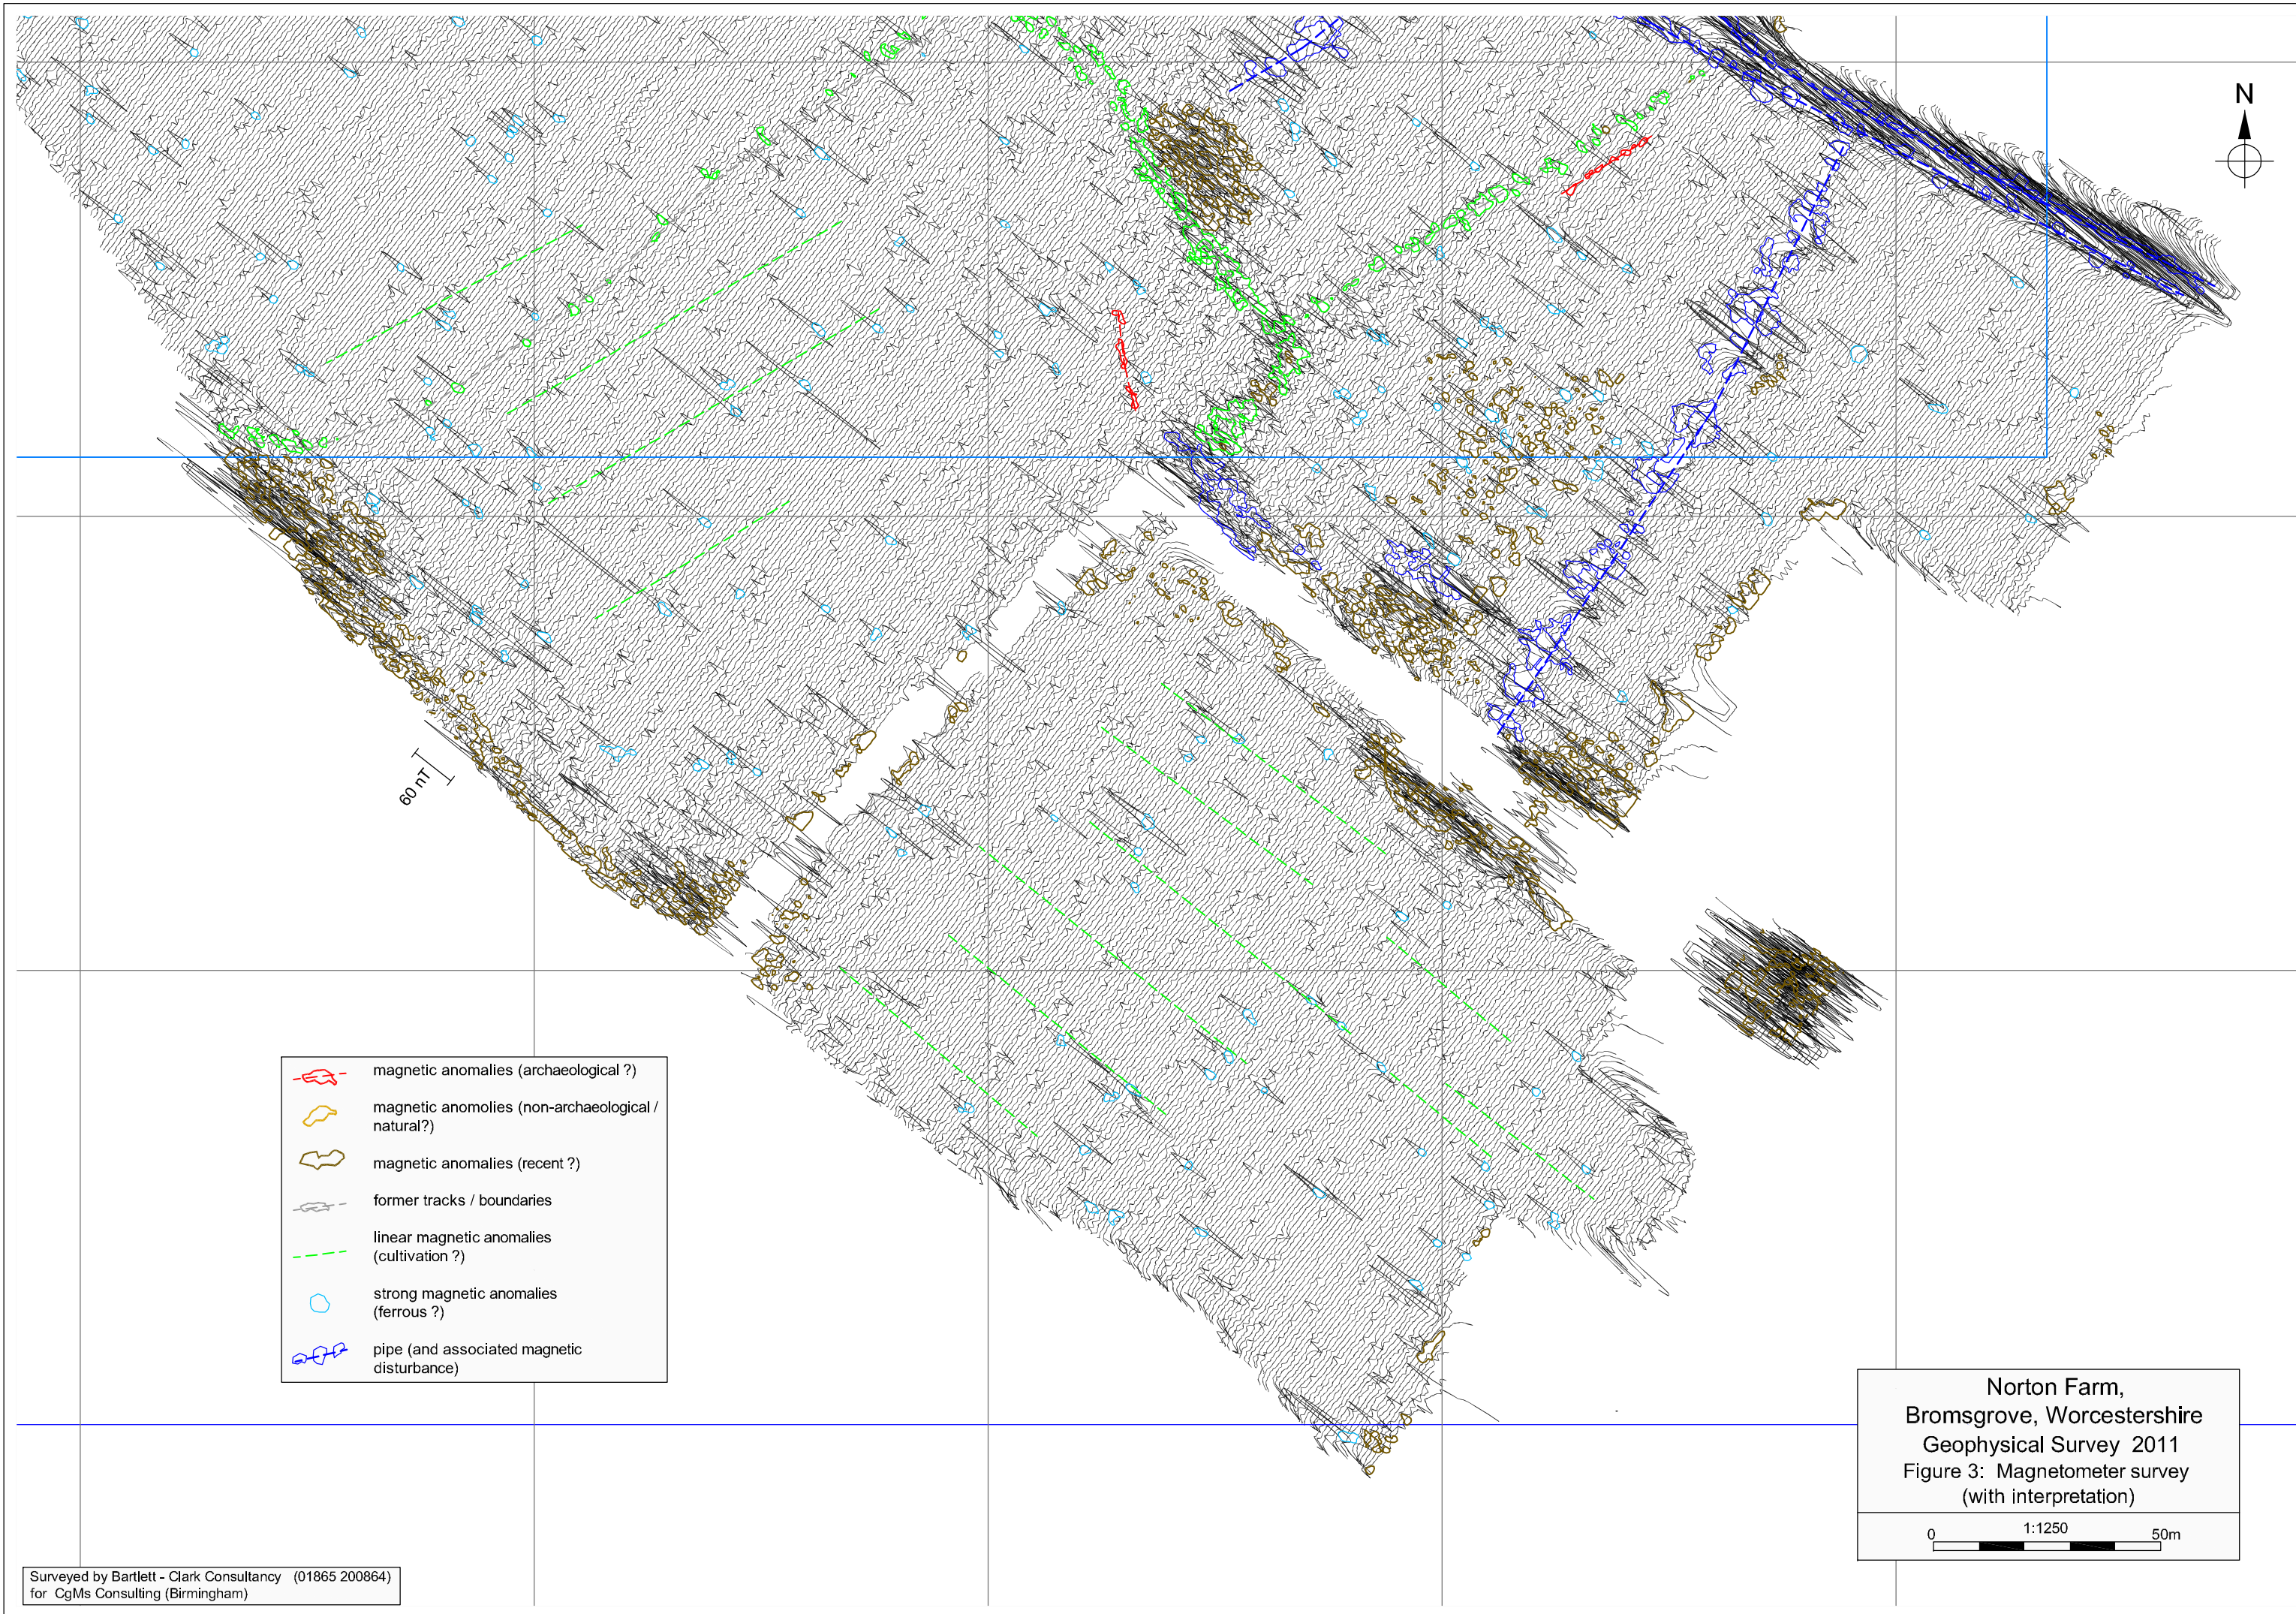 N
60 nT
magnetic anomalies (archaeological ?)
magnetic anomolies (non-archaeological /
natural?)
magnetic anomalies (recent ?)
former tracks / boundaries
linear magnetic anomalies
(cultivation ?)
strong magnetic anomalies
(ferrous ?)
pipe (and associated magnetic
disturbance)
Norton Farm,
Bromsgrove, Worcestershire
Geophysical Survey 2011
Figure 3: Magnetometer survey
(with interpretation)
1:1250
0 50m
Surveyed by Bartlett - Clark Consultancy (01865 200864)
for CgMs Consulting (Birmingham)